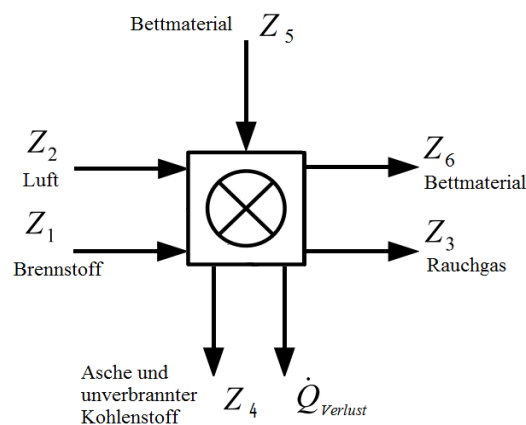 Bettmaterial Z5
Z2
Luft
Z6
Bettmaterial
Z1
Brennstoff
Z3
Rauchgas
Asche und
unverbrannter
Kohlenstoff
Z4
Q̇Verlust